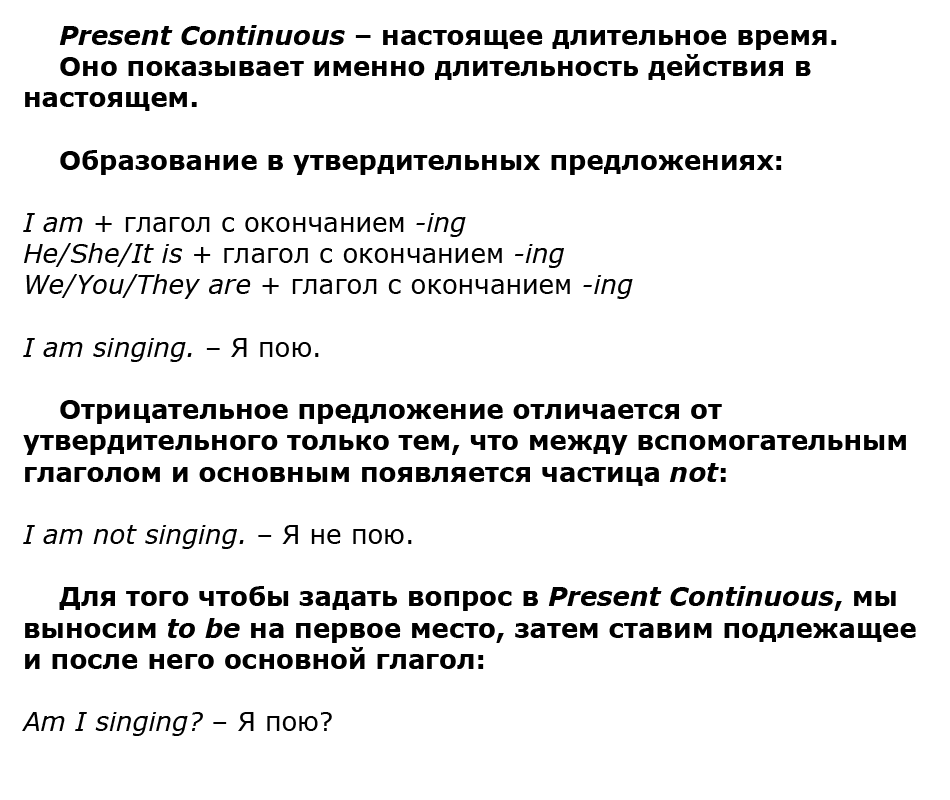 Present Continuous – настоящее длительное время.
Оно показывает именно длительность действия в
настоящем.
Образование в утвердительных предложениях:
I am + глагол с окончанием -ing
He/She/It is + глагол с окончанием -ing
We/You/They are + глагол с окончанием -ing
I am singing. – Я пою.
Отрицательное предложение отличается от
утвердительного только тем, что между вспомогательным
глаголом и основным появляется частица not:
I am not singing. – Я не пою.
Для того чтобы задать вопрос в Present Continuous, мы
выносим to be на первое место, затем ставим подлежащее
и после него основной глагол:
Am I singing? – Я пою?